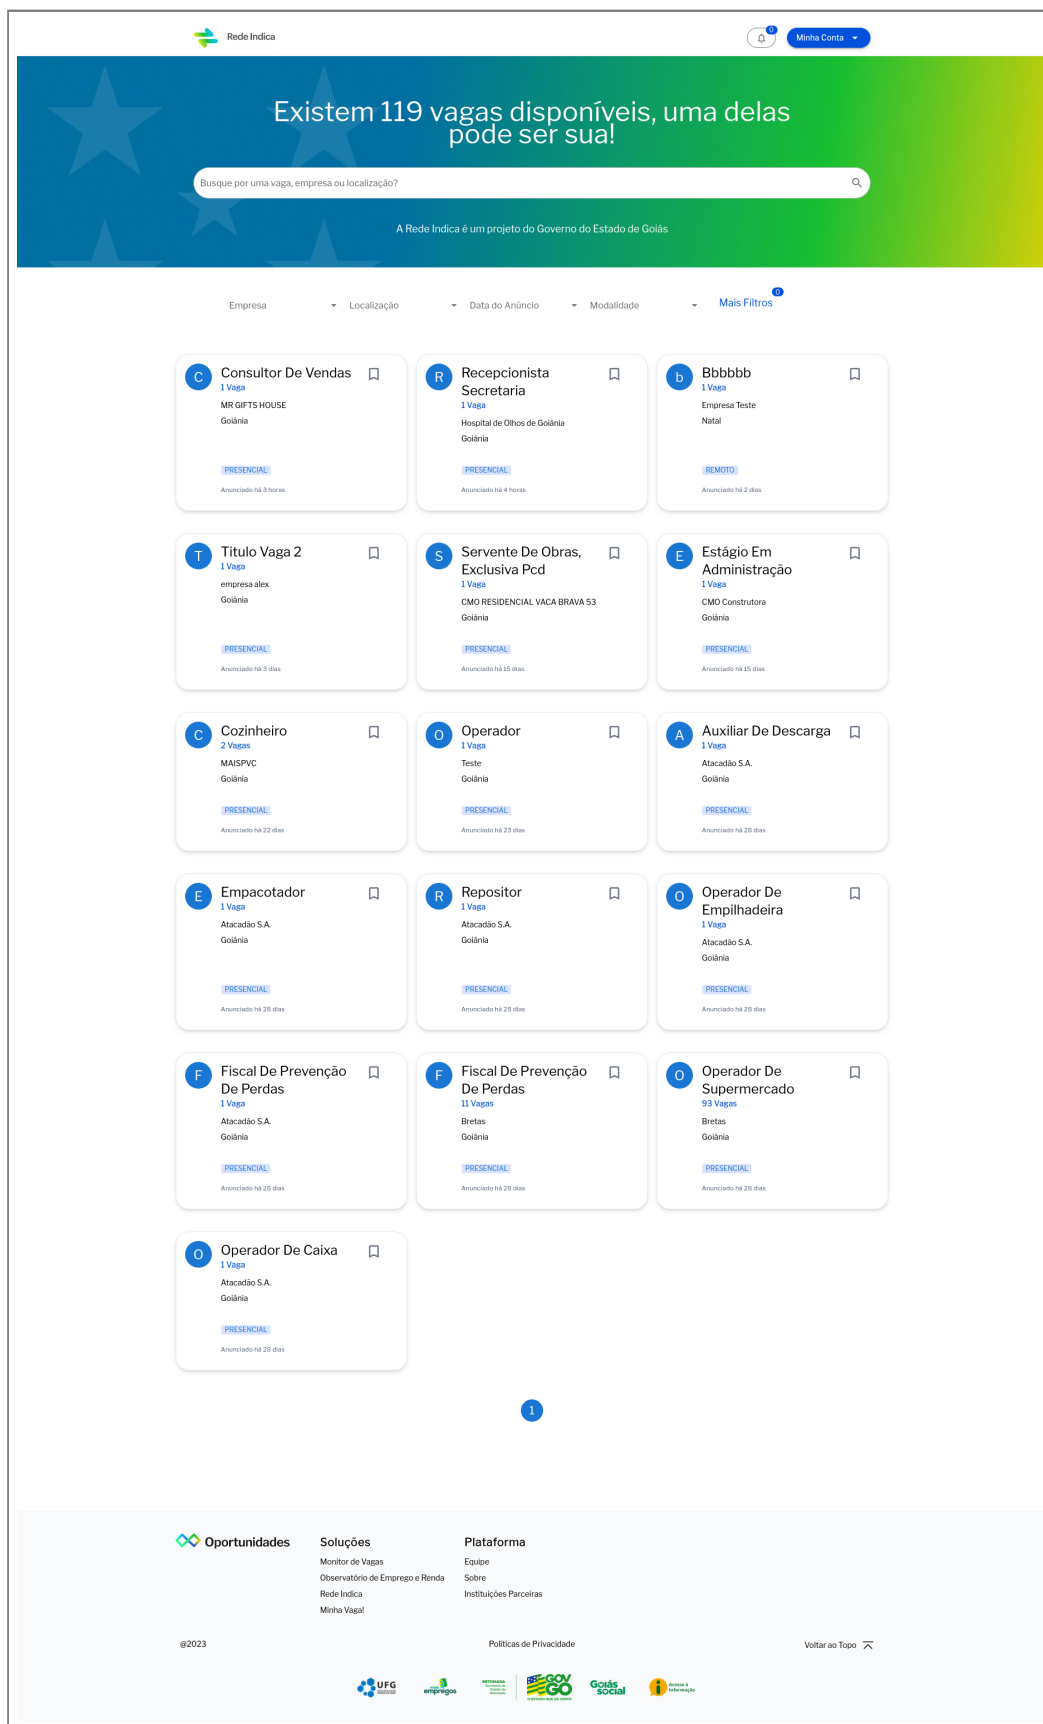 Rede Indica
0
Minha Conta
Existem 119 vagas disponíveis, uma delas
pode ser sua!
Busque por uma vaga, empresa ou localização?
A Rede Indica é um projeto do Governo do Estado de Goiás
Empresa
Localização
Data do Anúncio
Modalidade
Mais Filtros
0
C
Consultor De Vendas
1 Vaga
MR GIFTS HOUSE
Goiânia
PRESENCIAL
Anunciado há 3 horas
R
Recepcionista
Secretaria
1 Vaga
Hospital de Olhos de Goiânia
Goiânia
PRESENCIAL
Anunciado há 4 horas
b
Bbbbbb
1 Vaga
Empresa Teste
Natal
REMOTO
Anunciado há 2 dias
T
Titulo Vaga 2
1 Vaga
empresa alex
Goiânia
PRESENCIAL
Anunciado há 3 dias
S
Servente De Obras,
Exclusiva Pcd
1 Vaga
CMO RESIDENCIAL VACA BRAVA 53
Goiânia
PRESENCIAL
Anunciado há 15 dias
E
Estágio Em
Administração
1 Vaga
CMO Construtora
Goiânia
PRESENCIAL
Anunciado há 15 dias
C
Cozinheiro
2 Vagas
MAISPVC
Goiânia
PRESENCIAL
Anunciado há 22 dias
O
Operador
1 Vaga
Teste
Goiânia
PRESENCIAL
Anunciado há 23 dias
A
Auxiliar De Descarga
1 Vaga
Atacadão S.A.
Goiânia
PRESENCIAL
Anunciado há 28 dias
E
Empacotador
1 Vaga
Atacadão S.A.
Goiânia
PRESENCIAL
Anunciado há 28 dias
R
Repositor
1 Vaga
Atacadão S.A.
Goiânia
PRESENCIAL
Anunciado há 28 dias
O
Operador De
Empilhadeira
1 Vaga
Atacadão S.A.
Goiânia
PRESENCIAL
Anunciado há 28 dias
F
Fiscal De Prevenção
De Perdas
1 Vaga
Atacadão S.A.
Goiânia
PRESENCIAL
Anunciado há 28 dias
F
Fiscal De Prevenção
De Perdas
11 Vagas
Bretas
Goiânia
PRESENCIAL
Anunciado há 28 dias
O
Operador De
Supermercado
93 Vagas
Bretas
Goiânia
PRESENCIAL
Anunciado há 28 dias
O
Operador De Caixa
1 Vaga
Atacadão S.A.
Goiânia
PRESENCIAL
Anunciado há 28 dias
1
Oportunidades
Soluções
Monitor de Vagas
Observatório de Emprego e Renda
Rede Indica
Minha Vaga!
Plataforma
Equipe
Sobre
Instituições Parceiras
@2023
Políticas de Privacidade
Voltar ao Topo
UFG
empregos
RETOMADA
GOV
GO
O ESTADO QUE DÁ CERTO
Goiás
social
Acesso à
Informação